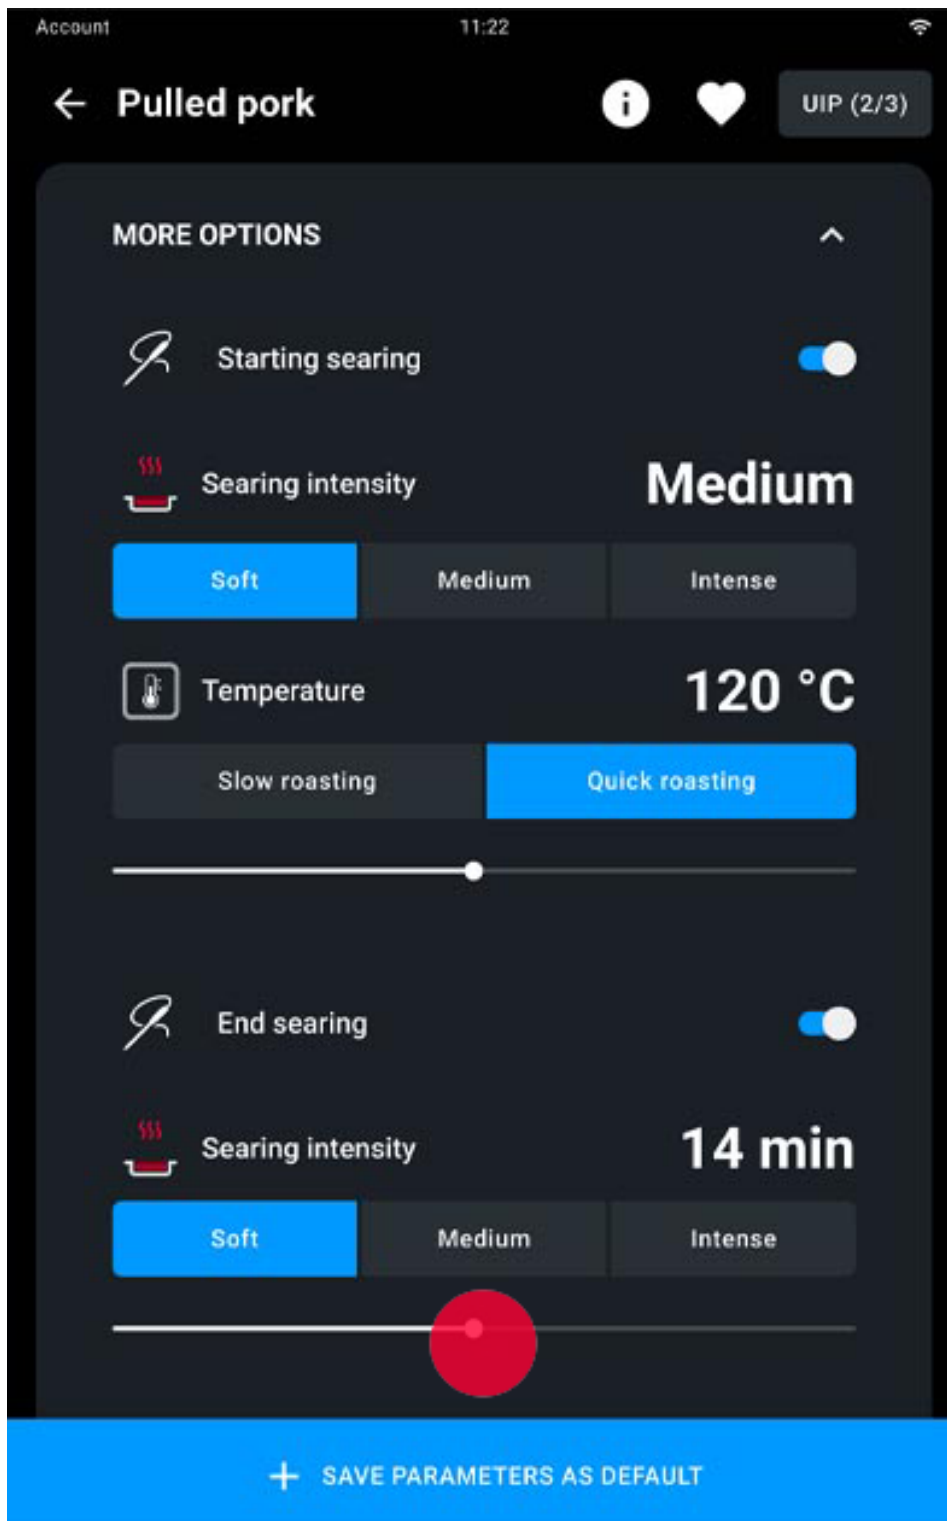 Account 11:22
Pulled pork UIP (2/3)
MORE OPTIONS
Starting searing
Searing intensity Medium
Soft Medium Intense
Temperature 120 °C
Slow roasting Quick roasting
End searing
Searing intensity 14 min
Soft Medium Intense
+ SAVE PARAMETERS AS DEFAULT